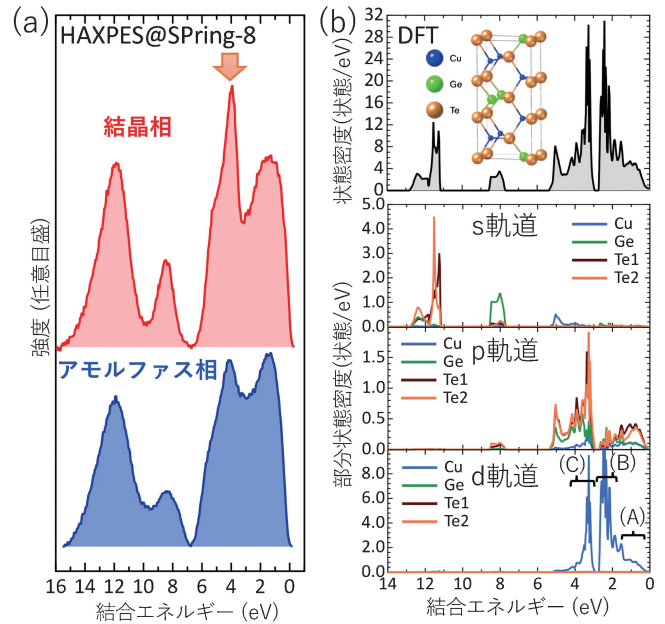 (a)
HAXPES@SPring-8
結晶相
アモルファス相
強度 (任意目盛)
16 14 12 10 8 6 4 2 0
結合エネルギー (eV)
(b)
DFT
Cu
Ge
Te
状態密度(状態/eV)
32
28
24
20
16
12
8
4
0
s軌道
Cu
Ge
Te1
Te2
5.0
4.0
3.0
2.0
1.0
0.0
部分状態密度(状態/eV)
p軌道
Cu
Ge
Te1
Te2
1.5
1.0
0.5
0.0
d軌道
Cu
Ge
Te1
Te2
(C)
(B)
(A)
8.0
6.0
4.0
2.0
0.0
14 12 10 8 6 4 2 0
結合エネルギー (eV)